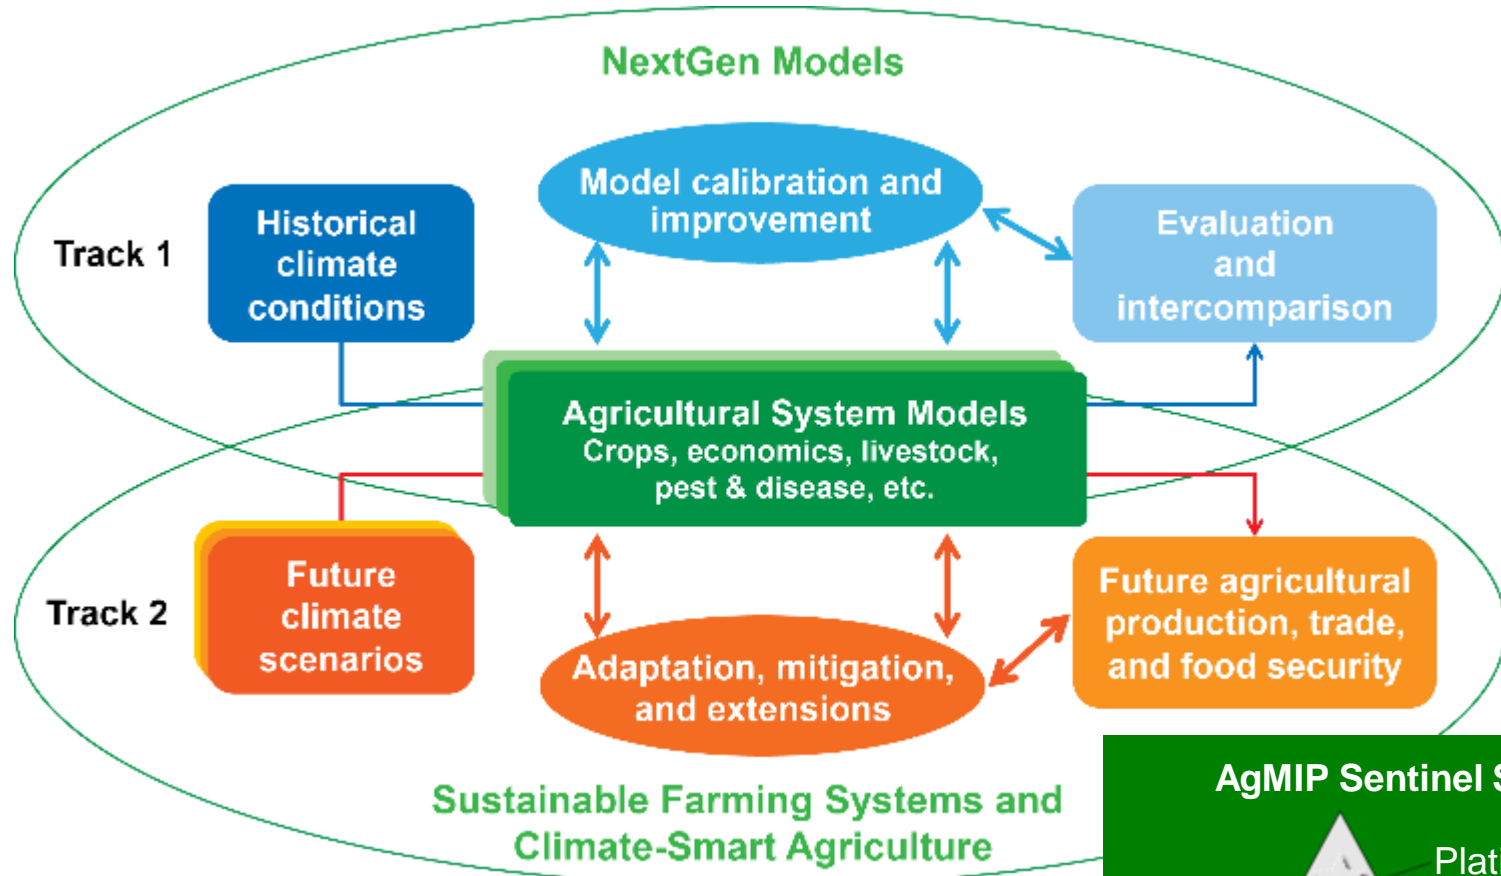 NextGen Models
Model calibration and
improvement
Track 1
Historical
climate
conditions
Evaluation
and
intercomparison
Agricultural System Models
Crops, economics, livestock,
pest & disease, etc.
Track 2
Future
climate
scenarios
Adaptation, mitigation,
and extensions
Future agricultural
production, trade,
and food security
Sustainable Farming Systems and
Climate-Smart Agriculture
AgMIP Sentinel